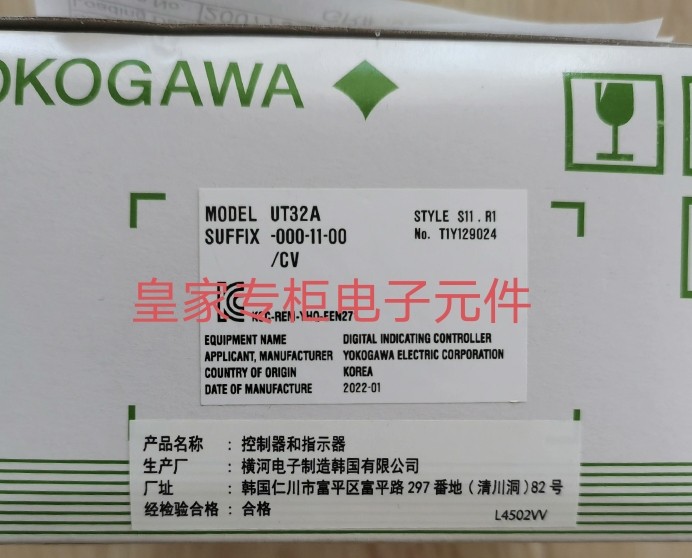 YOKOGAWA
MODEL UT32A
SUFFIX -000-11-00
/CV
STYLE S11 . R1
No. T1Y129024
皇家专柜电子元件
EQUIPMENT NAME DIGITAL INDICATING CONTROLLER
APPLICANT, MANUFACTURER YOKOGAWA ELECTRIC CORPORATION
COUNTRY OF ORIGIN KOREA
DATE OF MANUFACTURE 2022-01
产品名称 : 控制器和指示器
生产厂 : 横河电子制造韩国有限公司
厂址 : 韩国仁川市富平区富平路 297 番地 ( 清川洞 ) 82 号
经检验合格 : 合格
L4502VV